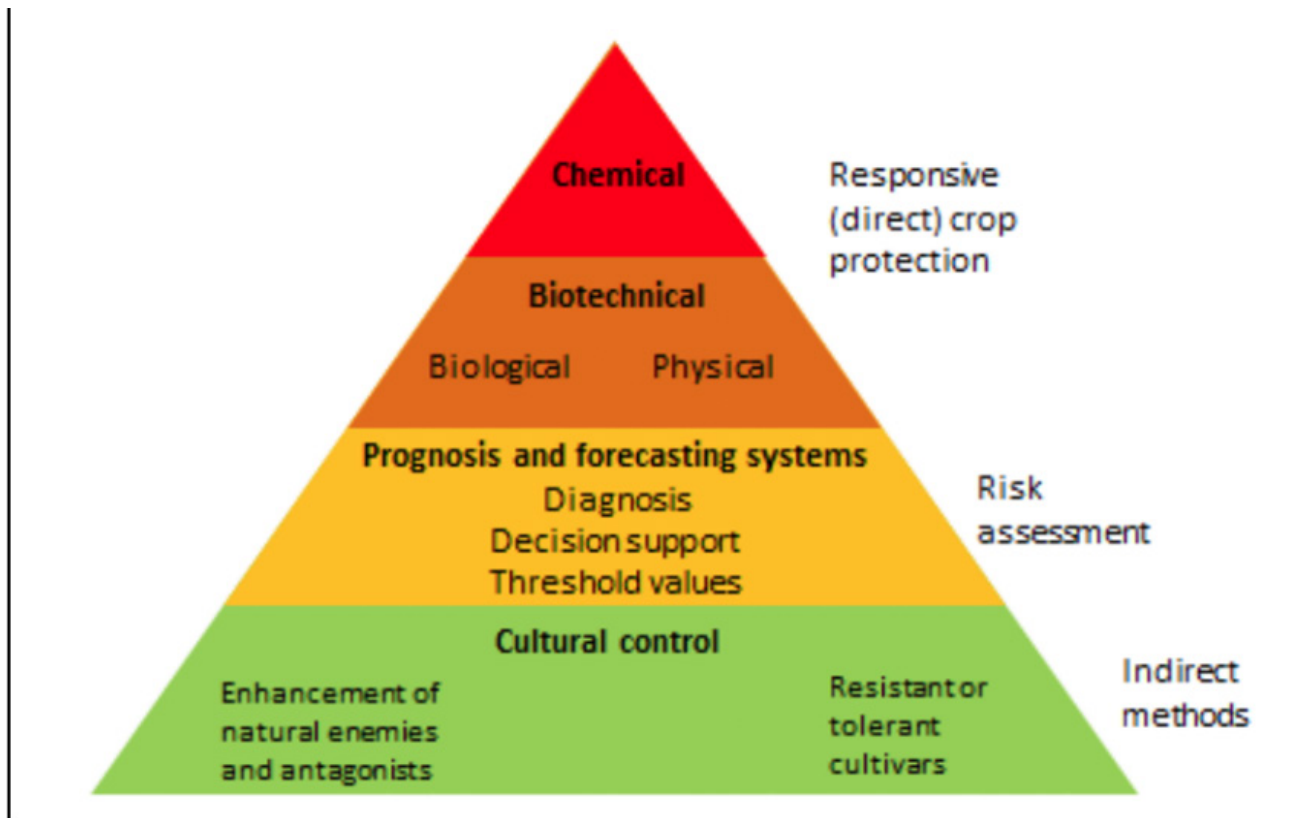 Chemical
Responsive
(direct) crop
protection
Biotechnical
Biological Physical
Prognosis and forecasting systems
Diagnosis
Decision support
Threshold values
Risk
assessment
Cultural control
Enhancement of
natural enemies
and antagonists
Resistant or
tolerant
cultivars
Indirect
methods